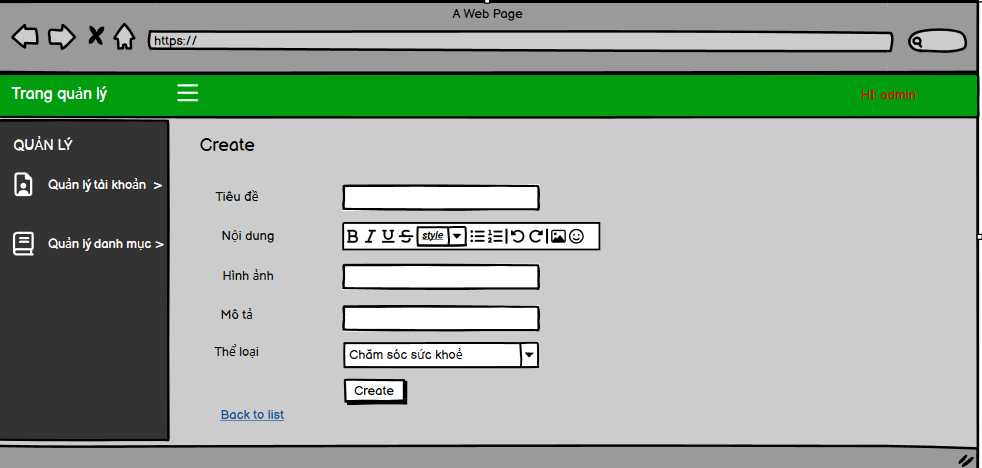 A Web Page
https://
Trang quản lý
HI. admin
QUẢN LÝ
Quản lý tài khoản >
Quản lý danh mục >
Create
Tiêu đề
Nội dung
B I U S style
Hình ảnh
Mô tả
Thể loại
Chăm sóc sức khoẻ
Create
Back to list